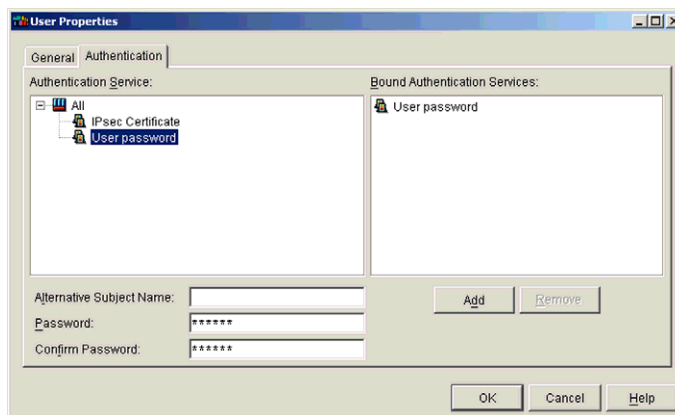 User Properties
General Authentication
Authentication Service:
All
IPsec Certificate
User password
Bound Authentication Services:
User password
Alternative Subject Name:
Password: ******
Confirm Password: ******
Add Remove
OK Cancel Help